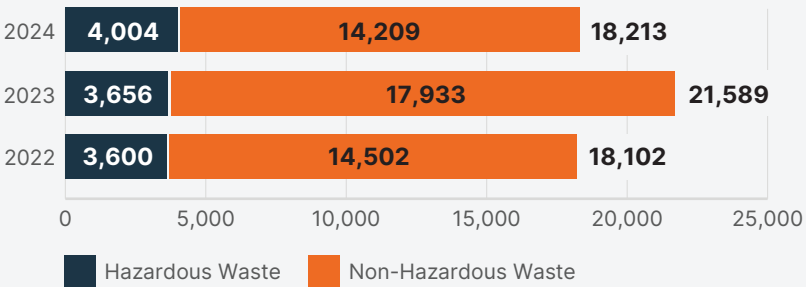 2024 4,004 14,209 18,213
2023 3,656 17,933 21,589
2022 3,600 14,502 18,102
0 5,000 10,000 15,000 20,000 25,000
Hazardous Waste Non-Hazardous Waste